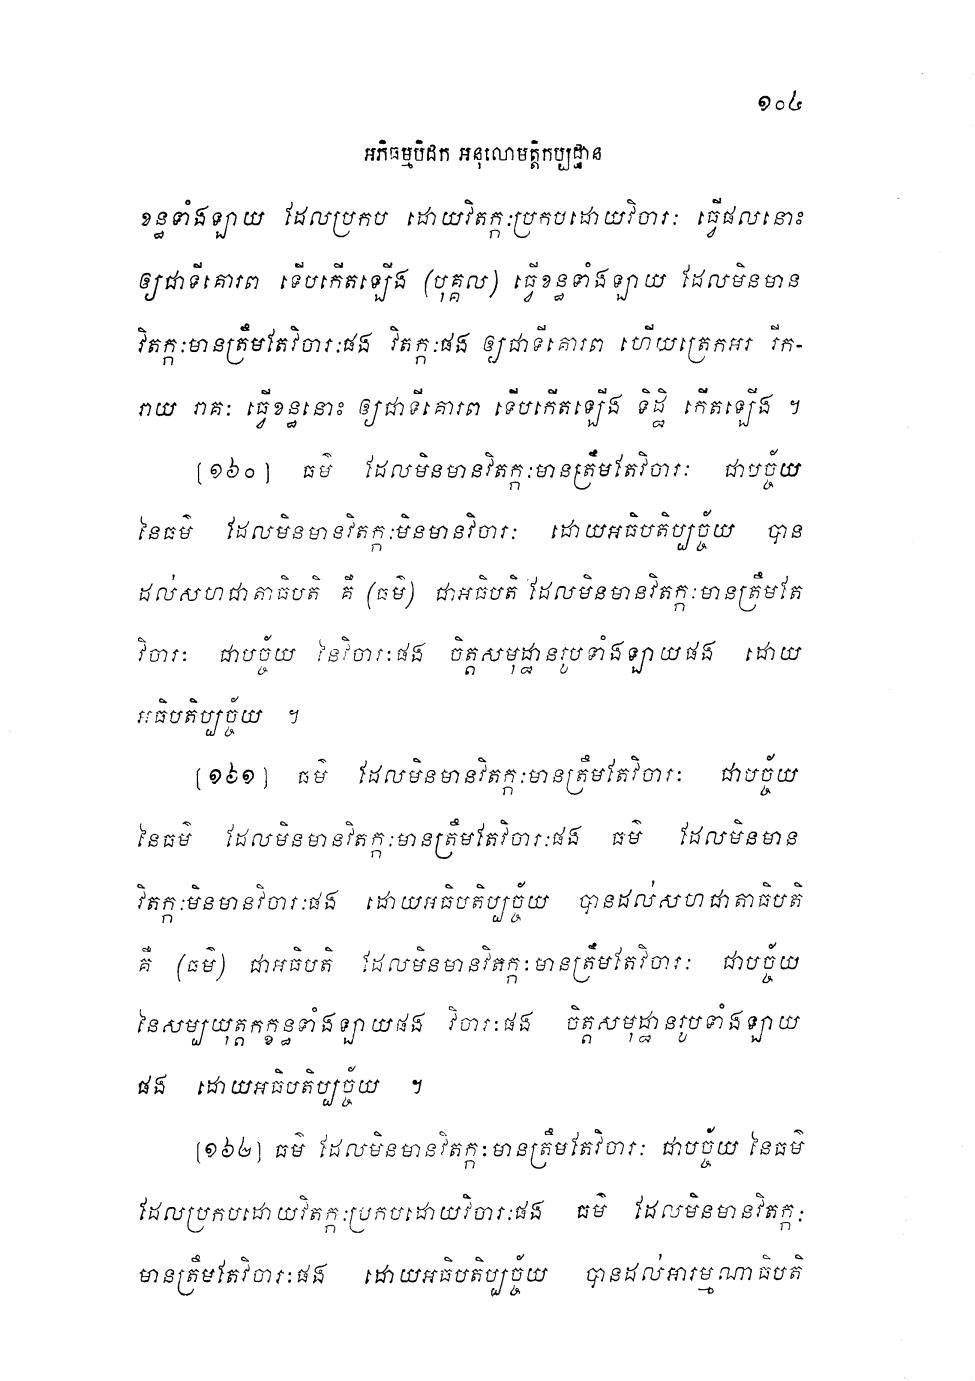 ១០៤
អភិធម្មបិដក អនុលោមត្តិកប្បដ្ឋាន
ខន្ធទាំងឡាយ ដែលប្រកប ដោយវិតក្កៈប្រកបដោយវិចារៈ ធ្វើផលនោះ
ឲ្យជាទីគោរព ទើបកើតឡើង (បុគ្គល) ធ្វើខន្ធទាំងឡាយ ដែលមិនមាន
វិតក្កៈមានត្រឹមតែវិចារៈផង វិតក្កៈផង ឲ្យជាទីគោរព ហើយត្រេកអរ រីក-
រាយ រាគៈ ធ្វើខន្ធនោះ ឲ្យជាទីគោរព ទើបកើតឡើង ទិដ្ឋិ កើតឡើង ។
[១៦០] ធម៌ ដែលមិនមានវិតក្កៈមានត្រឹមតែវិចារៈ ជាបច្ច័យ
នៃធម៌ ដែលមិនមានវិតក្កៈមិនមានវិចារៈ ដោយអធិបតិប្បច្ច័យ បាន
ដល់សហជាតាធិបតិ គឺ (ធម៌) ជាអធិបតិ ដែលមិនមានវិតក្កៈមានត្រឹមតែ
វិចារៈ ជាបច្ច័យ នៃវិចារៈផង ចិត្តសមុដ្ឋានរូបទាំងឡាយផង ដោយ
អធិបតិប្បច្ច័យ ។
[១៦១] ធម៌ ដែលមិនមានវិតក្កៈមានត្រឹមតែវិចារៈ ជាបច្ច័យ
នៃធម៌ ដែលមិនមានវិតក្កៈមានត្រឹមតែវិចារៈផង ធម៌ ដែលមិនមាន
វិតក្កៈមិនមានវិចារៈផង ដោយអធិបតិប្បច្ច័យ បានដល់សហជាតាធិបតិ
គឺ (ធម៌) ជាអធិបតិ ដែលមិនមានវិតក្កៈមានត្រឹមតែវិចារៈ ជាបច្ច័យ
នៃសម្បយុត្តកក្ខន្ធទាំងឡាយផង វិចារៈផង ចិត្តសមុដ្ឋានរូបទាំងឡាយ
ផង ដោយអធិបតិប្បច្ច័យ ។
[១៦២] ធម៌ ដែលមិនមានវិតក្កៈមានត្រឹមតែវិចារៈ ជាបច្ច័យ នៃធម៌
ដែលប្រកបដោយវិតក្កៈប្រកបដោយវិចារៈផង ធម៌ ដែលមិនមានវិតក្កៈ
មានត្រឹមតែវិចារៈផង ដោយអធិបតិប្បច្ច័យ បានដល់អារម្មណាធិបតិ